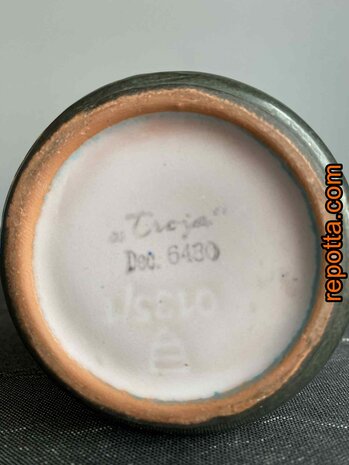 „Troja“
Dec. 6430
repotta.com